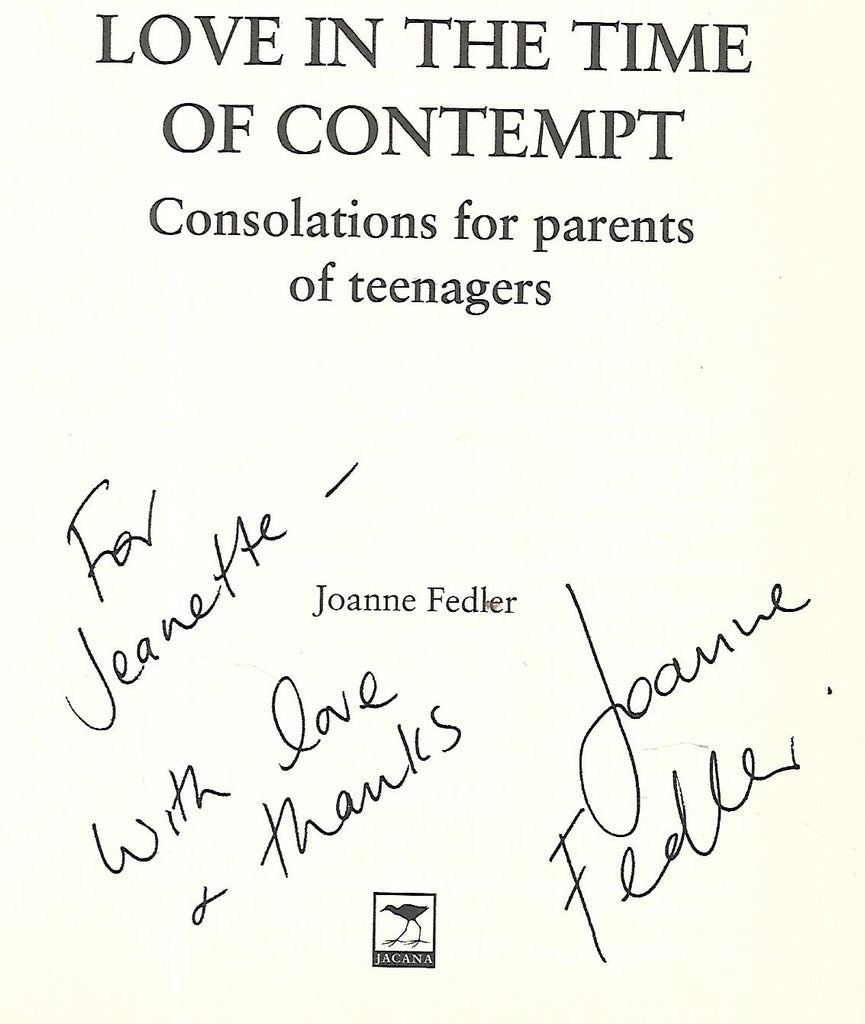 LOVE IN THE TIME
OF CONTEMPT
Consolations for parents
of teenagers
For
Jeanette –
Joanne Fedler
With love
& thanks
Joanne
Fedler
JACANA